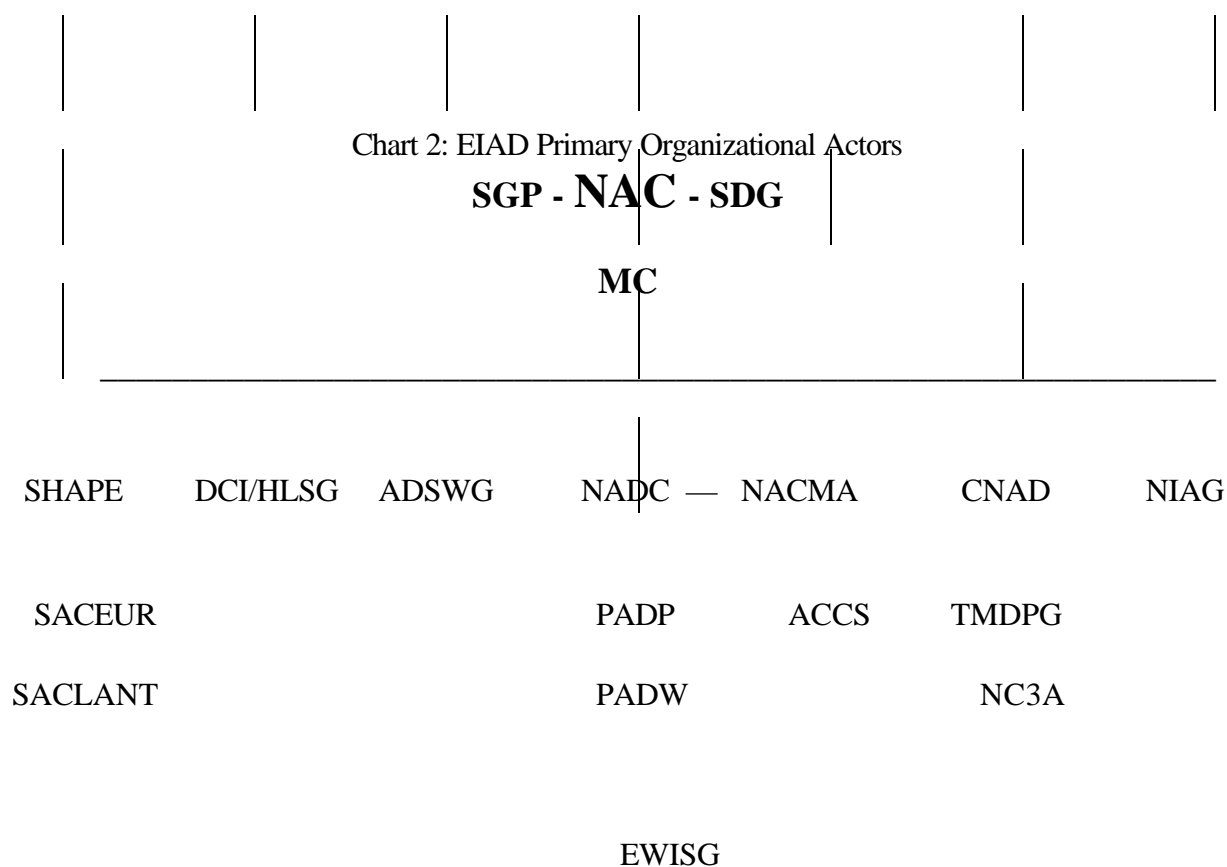 Chart 2: EIAD Primary Organizational Actors
SGP - NAC - SDG
MC
SHAPE DCI/HLSG ADSWG NADC — NACMA CNAD NIAG
SACEUR PADP ACCS TMDPG
SACLANT PADW NC3A
EWISG